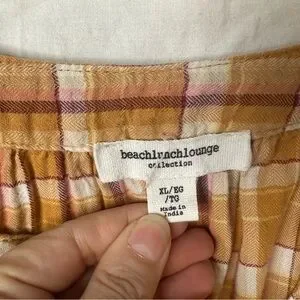 beachlunchlounge
collection
XL/EG
/TG
Made in
India